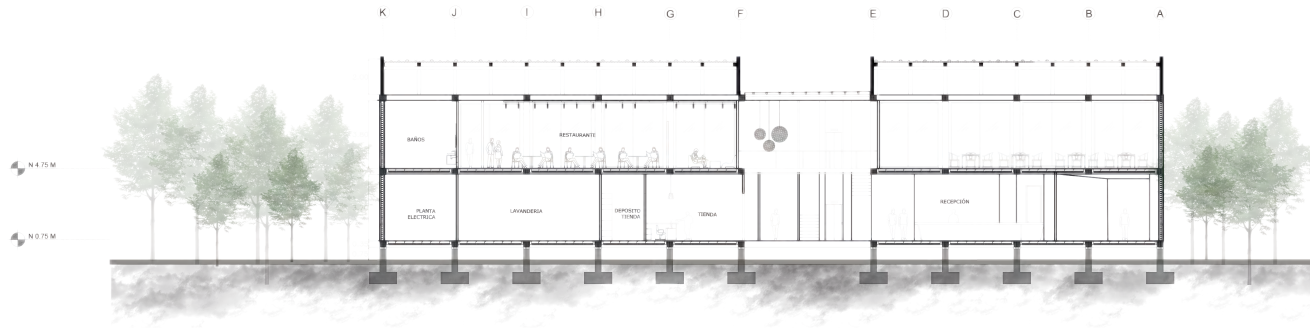 K J I H G F E D C B A
BAÑOS
RESTAURANTE
N 4.75 M
PLANTA
ELECTRICA
LAVANDERIA
DEPOSITO
TIENDA
TIENDA
RECEPCIÓN
N 0.75 M